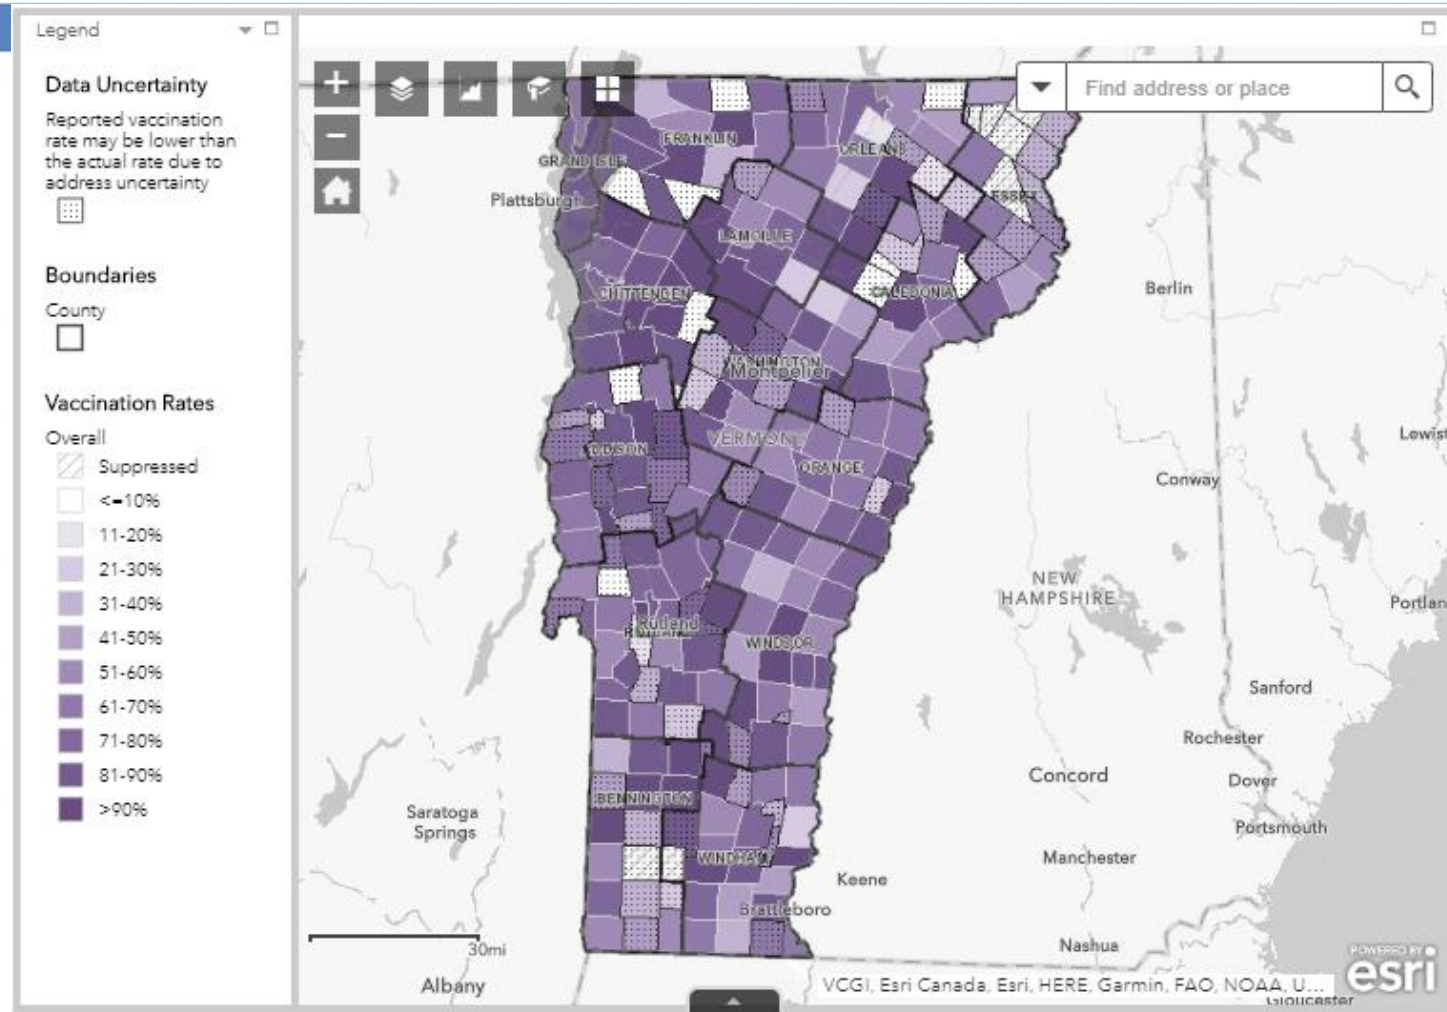 Legend
Data Uncertainty
Reported vaccination
rate may be lower than
the actual rate due to
address uncertainty
Boundaries
County
Vaccination Rates
Overall
Suppressed
<=10%
11-20%
21-30%
31-40%
41-50%
51-60%
61-70%
71-80%
81-90%
>90%
Find address or place
FRANKLIN
ORLEANS
GRAND ISLE
Plattsburgh
ESSEX
LAMOILLE
Berlin
CHITTENDEN
CALEDONIA
WASHINGTON
Montpelier
VERMONT
Lewist
ADDISON
ORANGE
Conway
NEW
HAMPSHIRE
Portlan
Rutland
WINDSOR
Sanford
Rochester
Concord
Dover
BENNINGTON
Saratoga
Springs
Portsmouth
WINDHAM
Manchester
Keene
Brattleboro
Nashua
30mi
Albany
POWERED BY
esri
VCGI, Esri Canada, Esri, HERE, Garmin, FAO, NOAA, U...
Gloucester